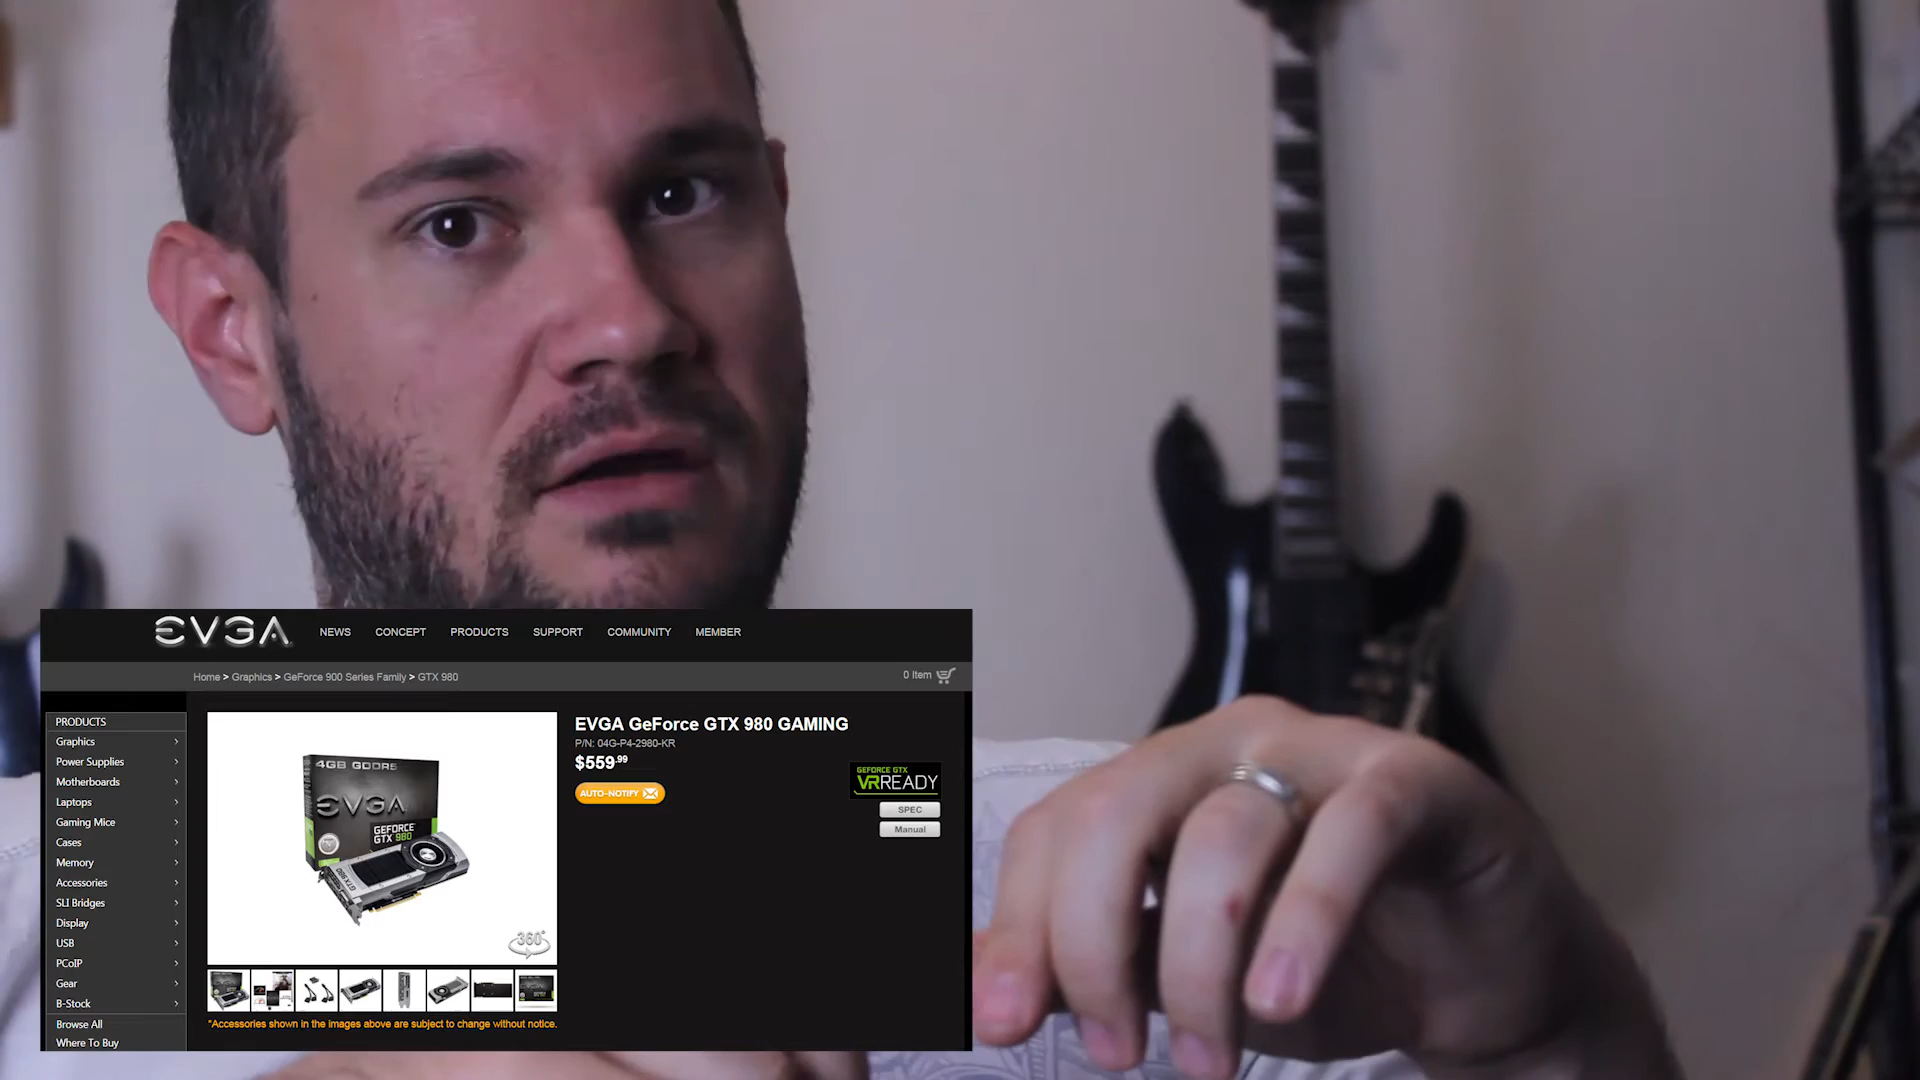 EVGA
NEWS CONCEPT PRODUCTS SUPPORT COMMUNITY MEMBER
Home > Graphics > GeForce 900 Series Family > GTX 980
0 Item
PRODUCTS
Graphics
Power Supplies
Motherboards
Laptops
Gaming Mice
Cases
Memory
Accessories
SLI Bridges
Display
USB
PCoIP
Gear
B-Stock
Browse All
Where To Buy
4GB GDDR5
EVGA
GEFORCE
GTX 980
GTX 980
360°
*Accessories shown in the images above are subject to change without notice.
EVGA GeForce GTX 980 GAMING
P/N: 04G-P4-2980-KR
$559.99
AUTO-NOTIFY
GEFORCE GTX
VRREADY
SPEC
Manual